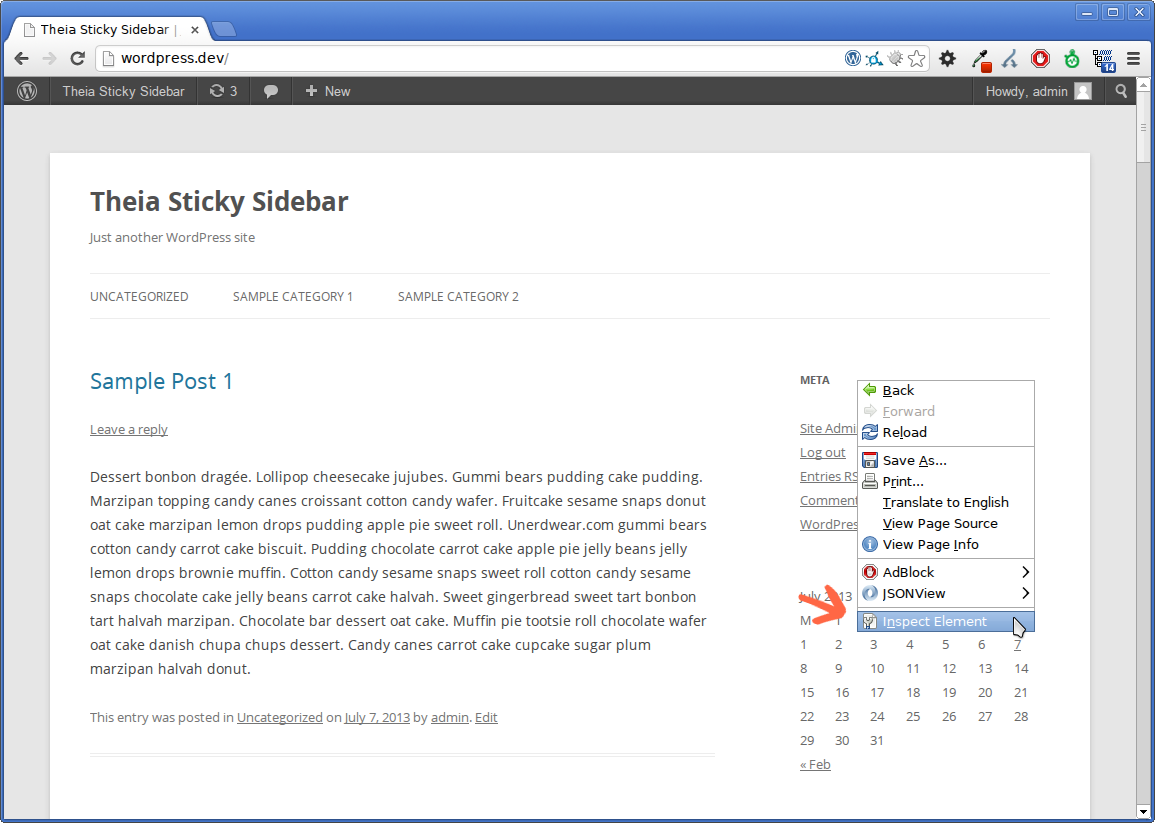 Theia Sticky Sidebar |
wordpress.dev/
14
Theia Sticky Sidebar 3 + New Howdy, admin
Theia Sticky Sidebar
Just another WordPress site
UNCATEGORIZED SAMPLE CATEGORY 1 SAMPLE CATEGORY 2
Sample Post 1
Leave a reply
Dessert bonbon dragée. Lollipop cheesecake jujubes. Gummi bears pudding cake pudding.
Marzipan topping candy canes croissant cotton candy wafer. Fruitcake sesame snaps donut
oat cake marzipan lemon drops pudding apple pie sweet roll. Unerdwear.com gummi bears
cotton candy carrot cake biscuit. Pudding chocolate carrot cake apple pie jelly beans jelly
lemon drops brownie muffin. Cotton candy sesame snaps sweet roll cotton candy sesame
snaps chocolate cake jelly beans carrot cake halvah. Sweet gingerbread sweet tart bonbon
tart halvah marzipan. Chocolate bar dessert oat cake. Muffin pie tootsie roll chocolate wafer
oat cake danish chupa chups dessert. Candy canes carrot cake cupcake sugar plum
marzipan halvah donut.
This entry was posted in Uncategorized on July 7, 2013 by admin. Edit
META
Site Admi
Log out
Entries RS
Comment
WordPres
Back
Forward
Reload
Save As...
Print...
Translate to English
View Page Source
View Page Info
AdBlock
JSONView
Inspect Element
July 2013
M T
1 2 3 4 5 6 7
8 9 10 11 12 13 14
15 16 17 18 19 20 21
22 23 24 25 26 27 28
29 30 31
« Feb